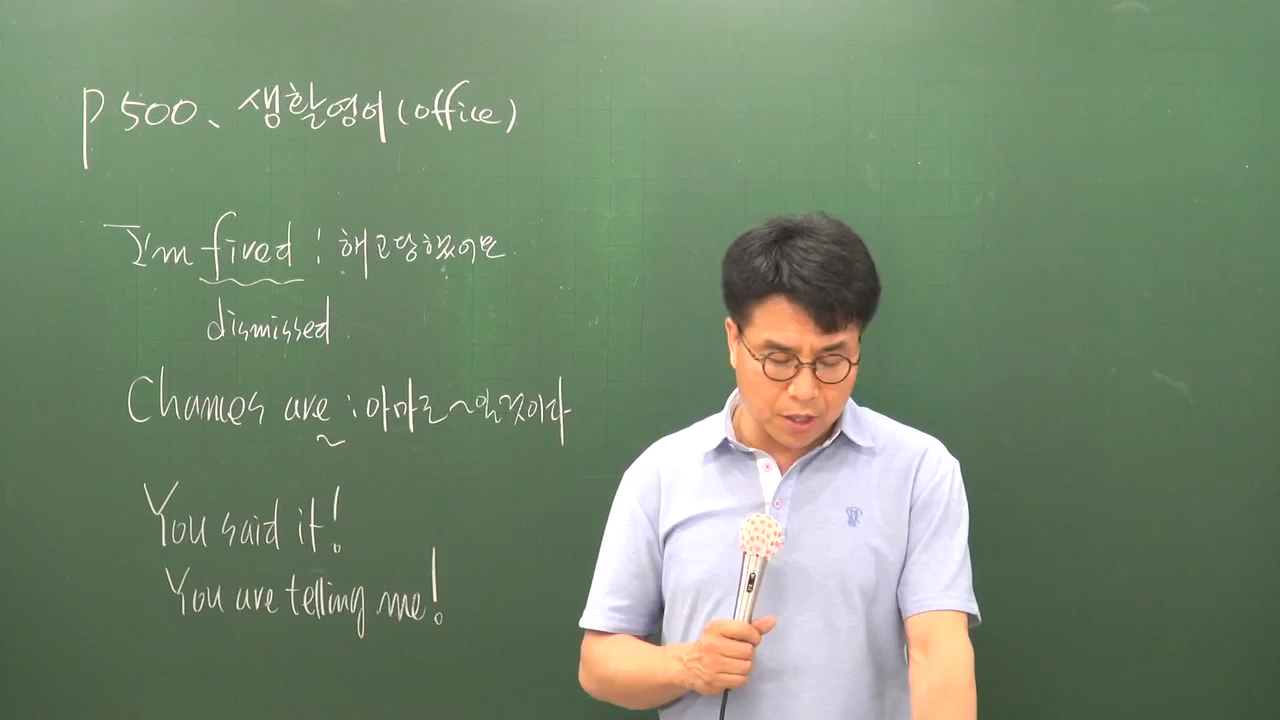 p 500、생활영어 (office)
I'm fired : 해고당했어요.
dismissed
Chances are : 아마도 ~일 것이다
You said it!
You are telling me!